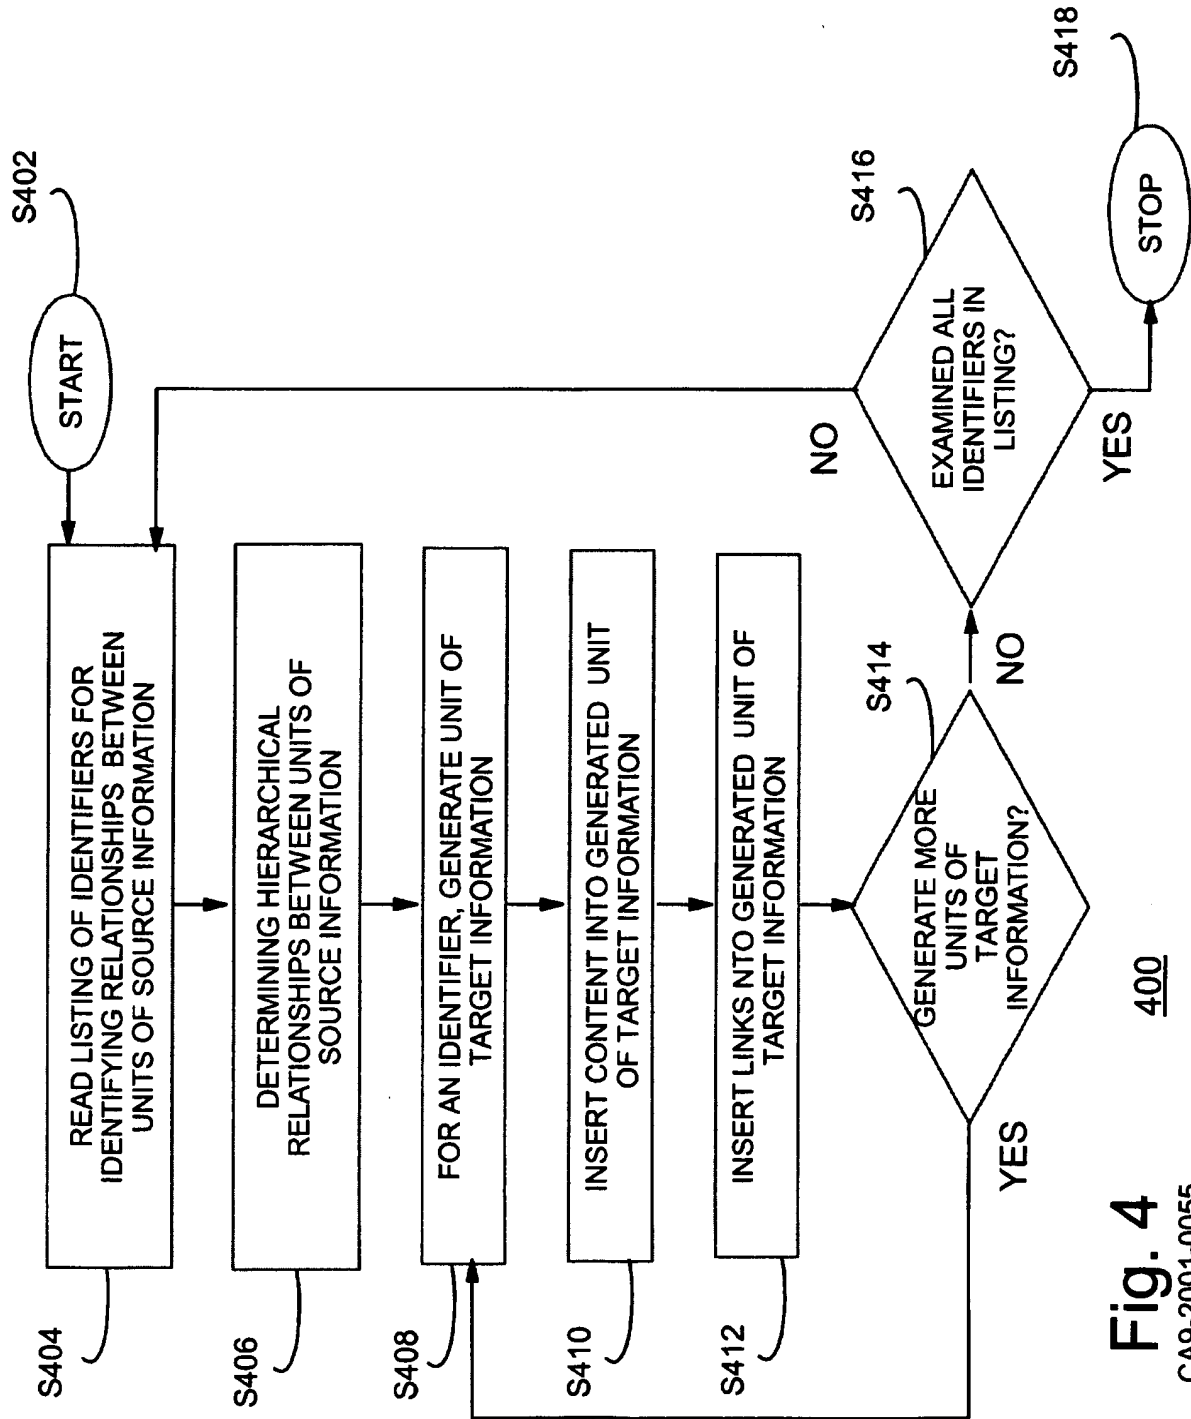 S402
START
S404
READ LISTING OF IDENTIFIERS FOR
IDENTIFYING RELATIONSHIPS BETWEEN
UNITS OF SOURCE INFORMATION
S406
DETERMINING HIERARCHICAL
RELATIONSHIPS BETWEEN UNITS OF
SOURCE INFORMATION
S408
FOR AN IDENTIFIER, GENERATE UNIT OF
TARGET INFORMATION
S410
INSERT CONTENT INTO GENERATED UNIT
OF TARGET INFORMATION
S412
INSERT LINKS NTO GENERATED UNIT OF
TARGET INFORMATION
S414
GENERATE MORE
UNITS OF
TARGET
INFORMATION?
YES
NO
S416
EXAMINED ALL
IDENTIFIERS IN
LISTING?
NO
YES
S418
STOP
400
Fig. 4
CA9-2001-0055